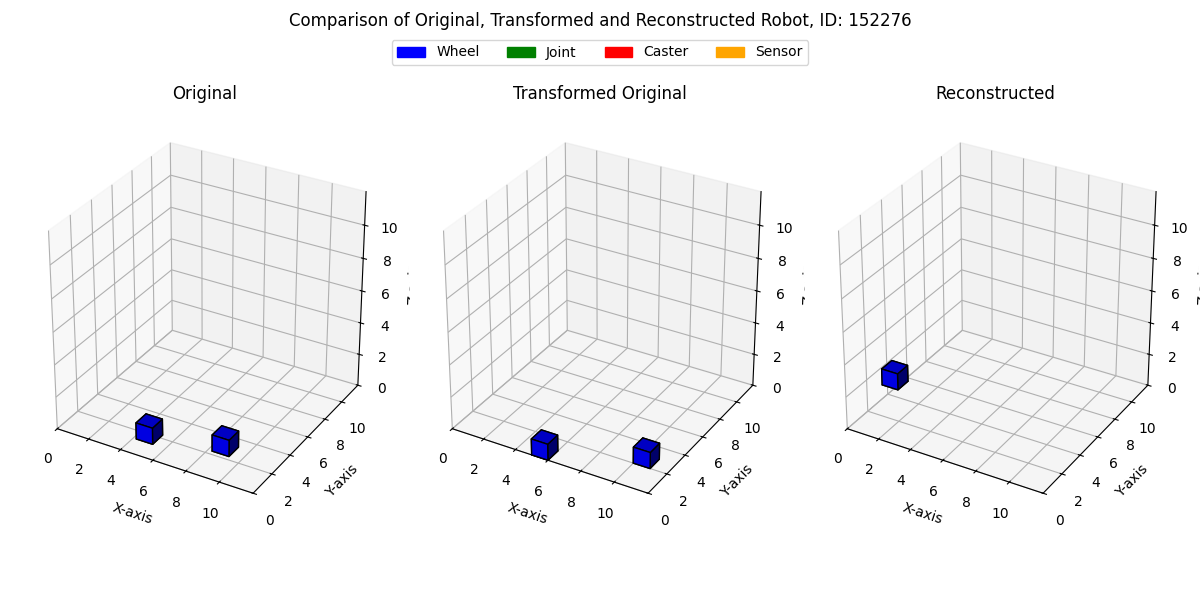 Comparison of Original, Transformed and Reconstructed Robot, ID: 152276
Wheel Joint Caster Sensor
Original Transformed Original Reconstructed
10 10 10
8 8 8
6 6 6
4 4 4
2 2 2
0 0 0
0 2 4 6 8 10 0 2 4 6 8 10 0 2 4 6 8 10
0 2 4 6 8 10 0 2 4 6 8 10 0 2 4 6 8 10
X-axis Y-axis X-axis Y-axis X-axis Y-axis